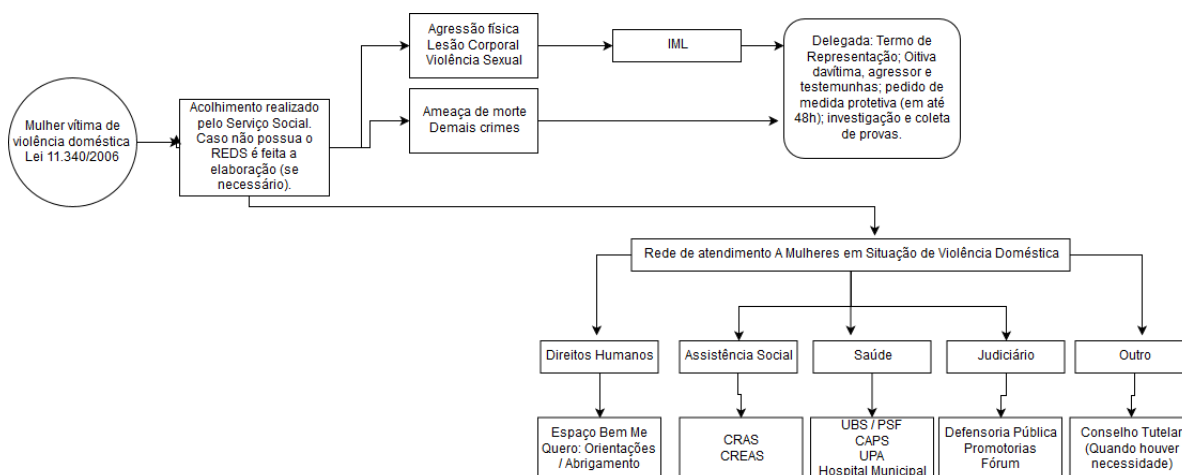 Mulher vítima de
violência doméstica
Lei 11.340/2006
Acolhimento realizado
pelo Serviço Social.
Caso não possua o
REDS é feita a
elaboração (se
necessário).
Agressão física
Lesão Corporal
Violência Sexual
IML
Ameaça de morte
Demais crimes
Delegada: Termo de
Representação; Oitiva
davítima, agressor e
testemunhas; pedido de
medida protetiva (em até
48h); investigação e coleta
de provas.
Rede de atendimento A Mulheres em Situação de Violência Doméstica
Direitos Humanos
Assistência Social
Saúde
Judiciário
Outro
Espaço Bem Me
Quero: Orientações
/ Abrigamento
CRAS
CREAS
UBS / PSF
CAPS
UPA
Hospital Municipal
Defensoria Pública
Promotorias
Fórum
Conselho Tutelar
(Quando houver
necessidade)